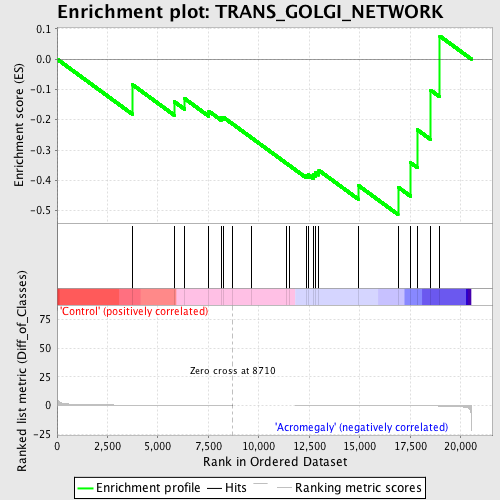 Enrichment plot: TRANS_GOLGI_NETWORK
Enrichment score (ES)
0.1
0.0
-0.1
-0.2
-0.3
-0.4
-0.5
'Control' (positively correlated)
Ranked list metric (Diff_of_Classes)
75
50
25
0
-25
Zero cross at 8710
'Acromegaly' (negatively correlated)
0
2,500
5,000
7,500
10,000
12,500
15,000
17,500
20,000
Rank in Ordered Dataset
Enrichment profile
Hits
Ranking metric scores